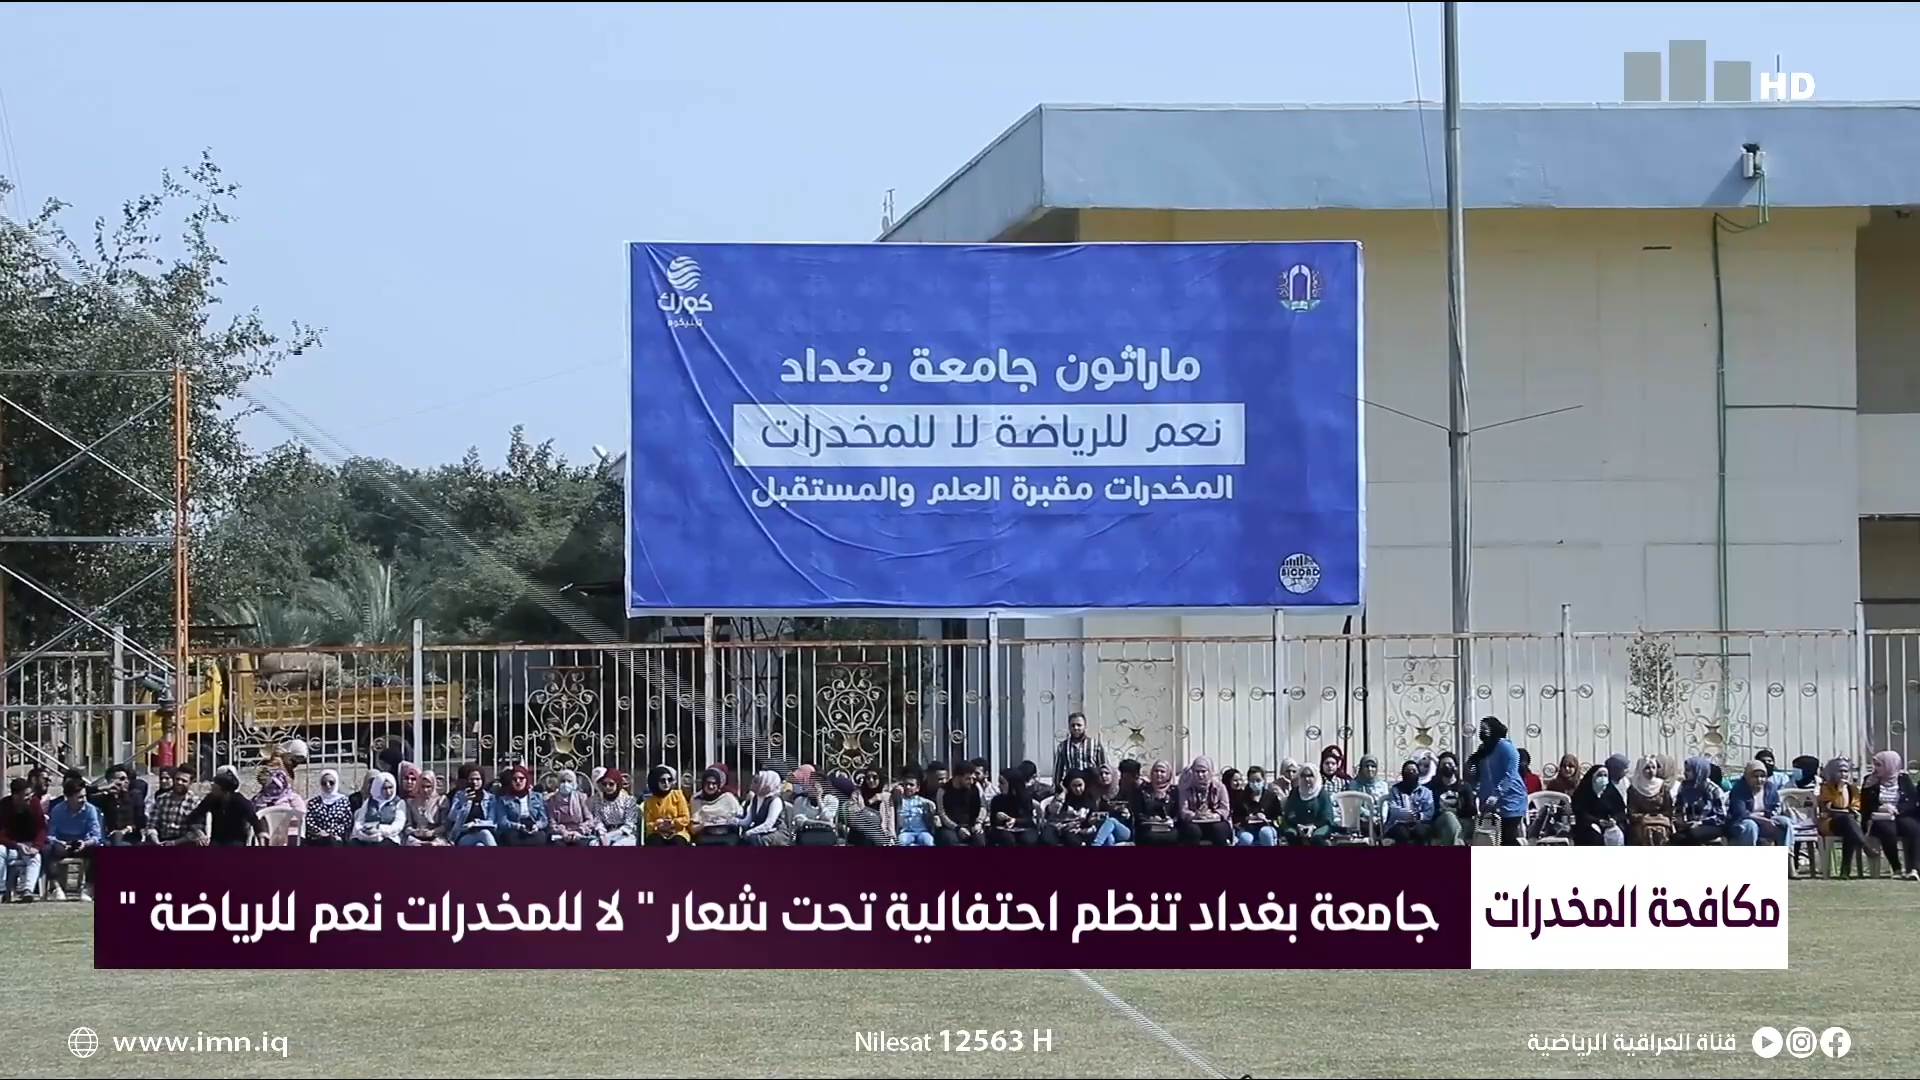 HD
كورك
تيليكوم
ماراثون جامعة بغداد
نعم للرياضة لا للمخدرات
المخدرات مقبرة العلم والمستقبل
مكافحة المخدرات
جامعة بغداد تنظم احتفالية تحت شعار " لا للمخدرات نعم للرياضة "
www.imn.iq
Nilesat 12563 H
قناة العراقية الرياضية